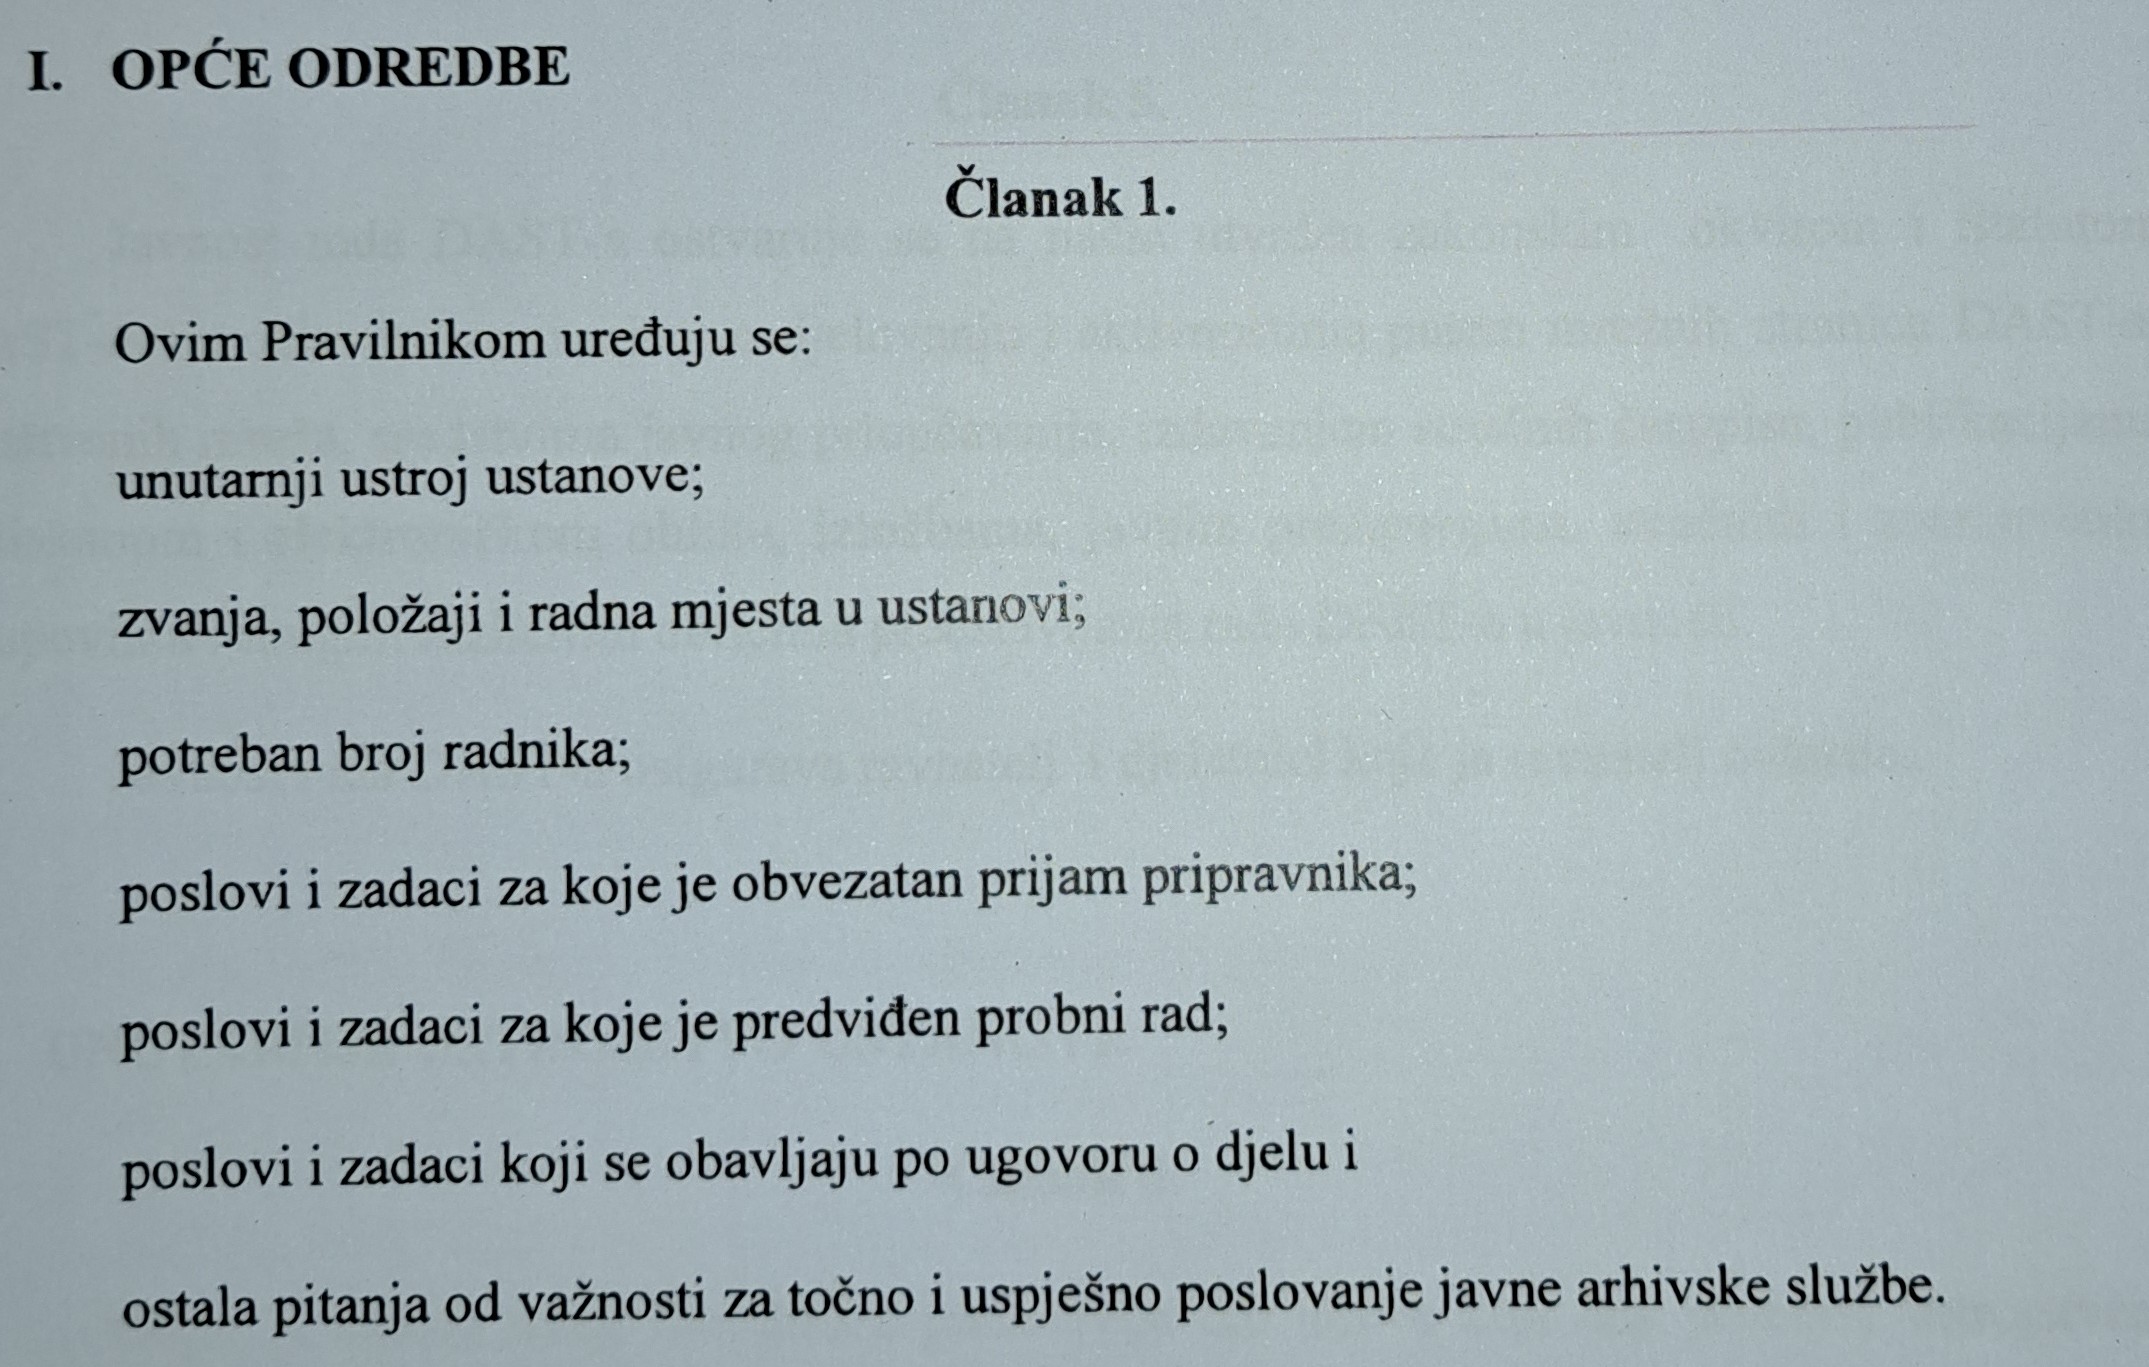 I. OPĆE ODREDBE
Članak 1.
Ovim Pravilnikom uređuju se:
unutarnji ustroj ustanove;
zvanja, položaji i radna mjesta u ustanovi;
potreban broj radnika;
poslovi i zadaci za koje je obvezatan prijam pripravnika;
poslovi i zadaci za koje je predviđen probni rad;
poslovi i zadaci koji se obavljaju po ugovoru o djelu i
ostala pitanja od važnosti za točno i uspješno poslovanje javne arhivske službe.